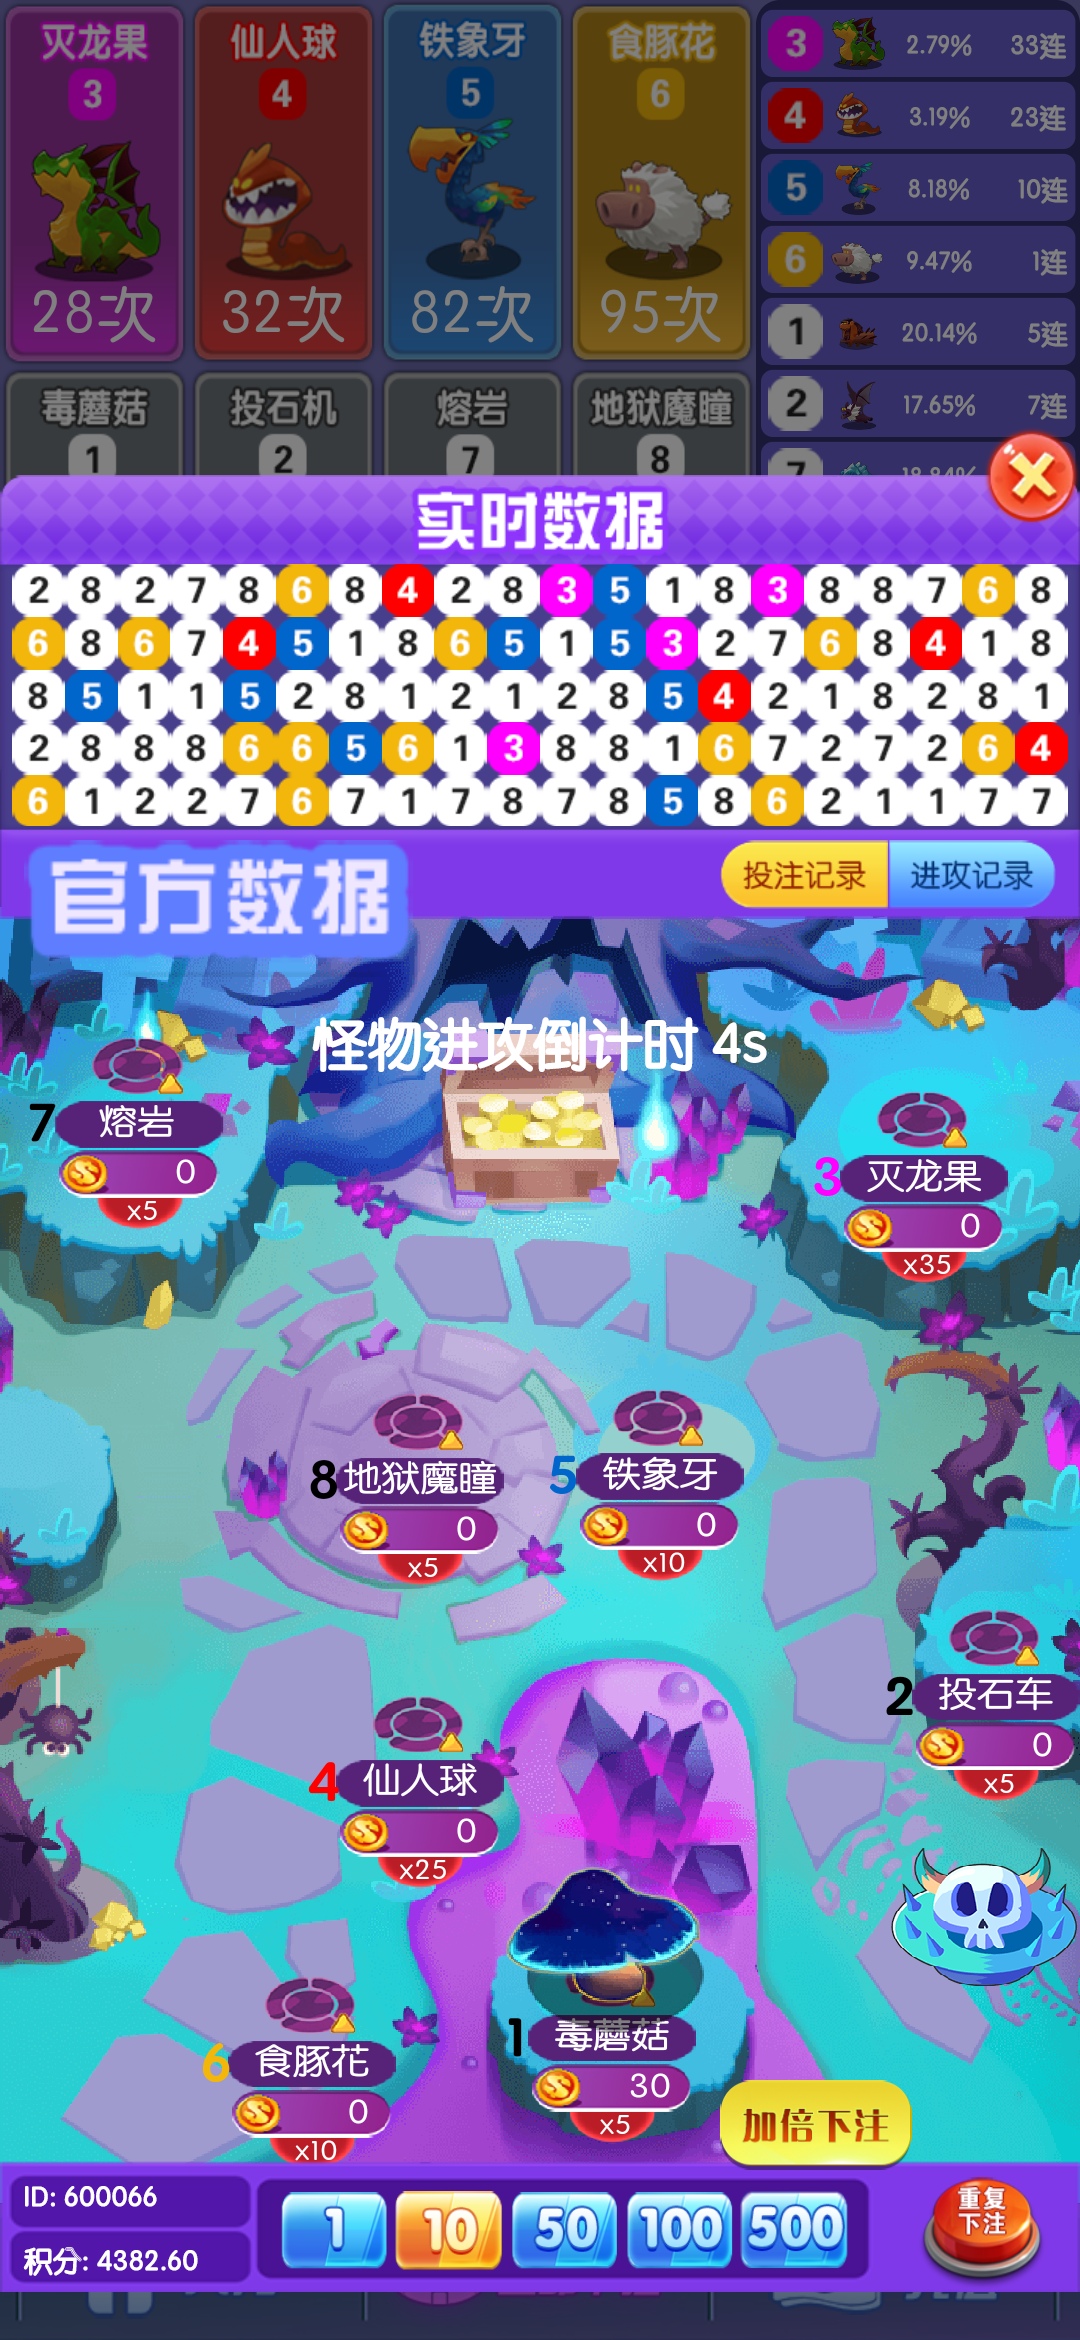 灭龙果 仙人球 铁象牙 食豚花
3 4 5 6
28次 32次 82次 95次
3 2.79% 33连
4 3.19% 23连
5 8.18% 10连
6 9.47% 1连
1 20.14% 5连
2 17.65% 7连
毒蘑菇 投石机 熔岩 地狱魔瞳
1 2 7 8
实时数据
2 8 2 7 8 6 8 4 2 8 3 5 1 8 3 8 8 7 6 8
6 8 6 7 4 5 1 8 6 5 1 5 3 2 7 6 8 4 1 8
8 5 1 1 5 2 8 1 2 1 2 8 5 4 2 1 8 2 8 1
2 8 8 8 6 6 5 6 1 3 8 8 1 6 7 2 7 2 6 4
6 1 2 2 7 6 7 1 7 8 7 8 5 8 6 2 1 1 7 7
官方数据
投注记录 进攻记录
怪物进攻倒计时 4s
7 熔岩
0
x5
3 灭龙果
0
x35
8 地狱魔瞳
0
x5
5 铁象牙
0
x10
2 投石车
0
x5
4 仙人球
0
x25
1 毒蘑菇
30
x5
6 食豚花
0
x10
加倍下注
ID: 600066
积分: 4382.60
1 10 50 100 500
重复
下注